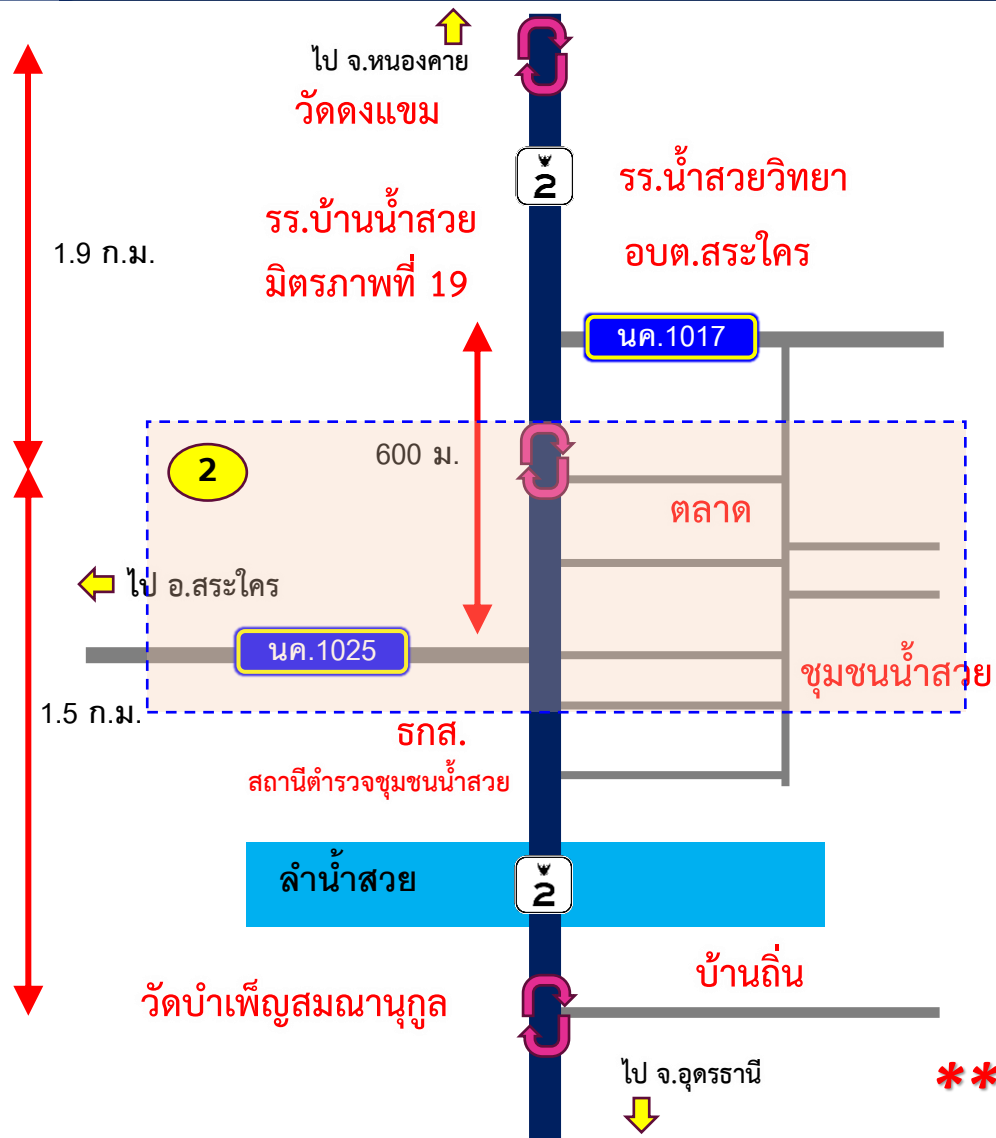 ไป จ.หนองคาย
วัดดงแขม
2
รร.น้ำสวยวิทยา
รร.บ้านน้ำสวย
มิตรภาพที่ 19
1.9 ก.ม.
อบต.สระใคร
นค.1017
600 ม.
2
ตลาด
ไป อ.สระใคร
นค.1025
ชุมชนน้ำสวย
1.5 ก.ม.
ธกส.
สถานีตำรวจชุมชนน้ำสวย
ลำน้ำสวย
2
บ้านถิ่น
วัดบำเพ็ญสมณานุกูล
ไป จ.อุดรธานี
**